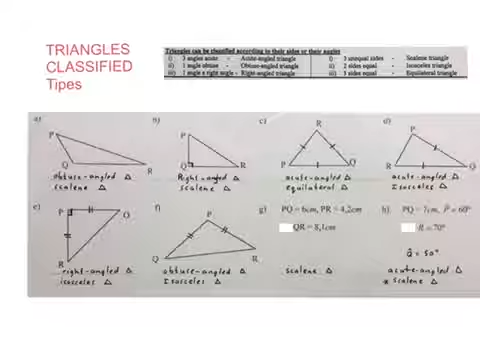 TRIANGLES
CLASSIFIED
Tipes
Triangles can be classified according to their sides or their angles
i) 3 angles acute - Acute-angled triangle i) 3 unequal sides - Scalene triangle
ii) 1 angle obtuse - Obtuse-angled triangle ii) 2 sides equal - Isosceles triangle
iii) 1 angle a right angle - Right-angled triangle iii) 3 sides equal - Equilateral triangle
a) b) c) d)
P Q R
obtuse-angled Δ
scalene Δ
P Q R
Right-angled Δ
scalene Δ
R P Q
acute-angled Δ
equilateral Δ
P R Q
acute-angled Δ
Isosceles Δ
e) f) g) PQ = 6cm, PR = 4,2cm h) PQ = 7cm, P̂ = 60°
QR = 8,1cm R̂ = 70°
P Q R
right-angled Δ
isosceles Δ
P Q R
obtuse-angled Δ
Isosceles Δ
scalene Δ
Q̂ = 50°
acute-angled Δ
* scalene Δ